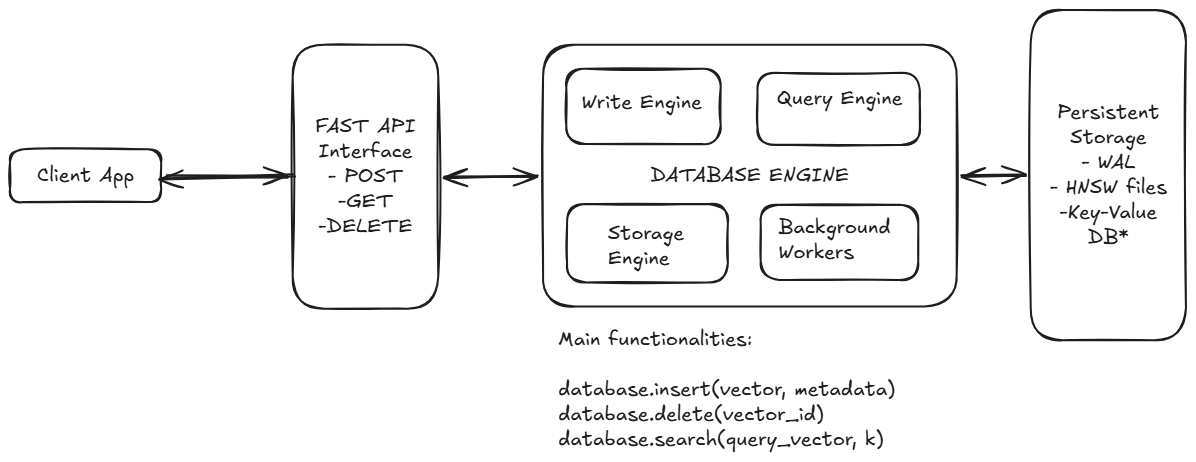 Client App
FAST API
Interface
- POST
-GET
-DELETE
Write Engine
Query Engine
DATABASE ENGINE
Storage
Engine
Background
Workers
Persistent
Storage
- WAL
- HNSW files
-Key-Value
DB*
Main functionalities:
database.insert(vector, metadata)
database.delete(vector_id)
database.search(query_vector, k)